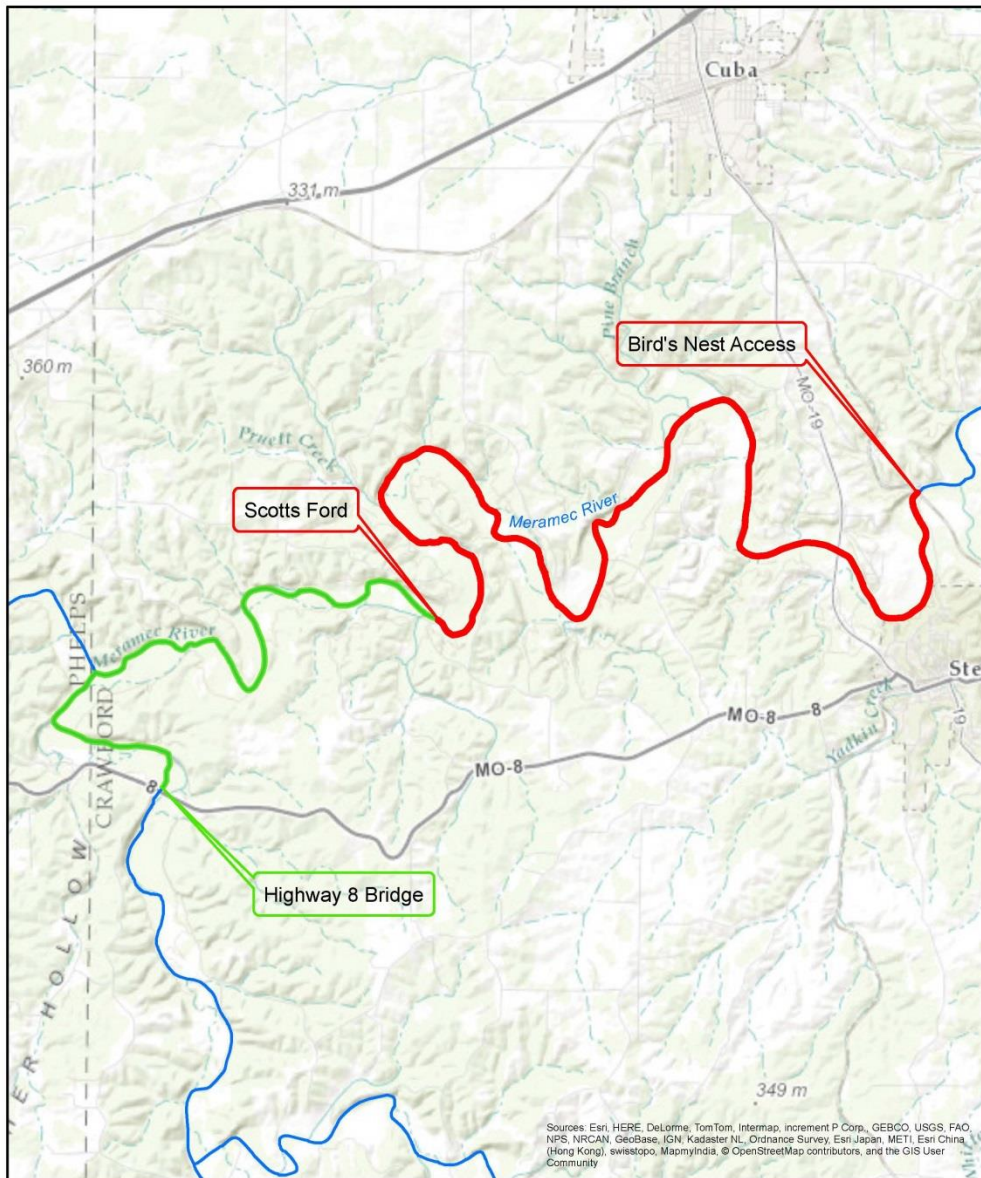 Cuba
331 m
Pine Branch
Bird's Nest Access
360 m
MO-19
Pruett Creek
Scotts Ford
Meramec River
PHELPS
Meramec River
CRAWFORD
Ste
MO-8
8
19
Yadkin Creek
MO-8
8
Highway 8 Bridge
ER HOLLOW
349 m
Sources: Esri, HERE, DeLorme, TomTom, Intermap, increment P Corp., GEBCO, USGS, FAO,
NPS, NRCAN, GeoBase, IGN, Kadaster NL, Ordnance Survey, Esri Japan, METI, Esri China
(Hong Kong), swisstopo, MapmyIndia, © OpenStreetMap contributors, and the GIS User
Community